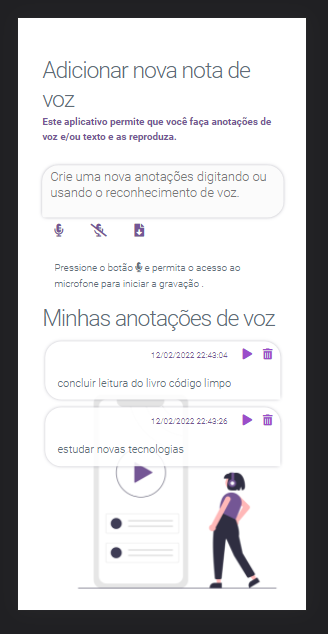 Adicionar nova nota de
voz
Este aplicativo permite que você faça anotações de
voz e/ou texto e as reproduza.
Crie uma nova anotações digitando ou
usando o reconhecimento de voz.
Pressione o botão e permita o acesso ao
microfone para iniciar a gravação .
Minhas anotações de voz
12/02/2022 22:43:04
concluir leitura do livro código limpo
12/02/2022 22:43:26
estudar novas tecnologias